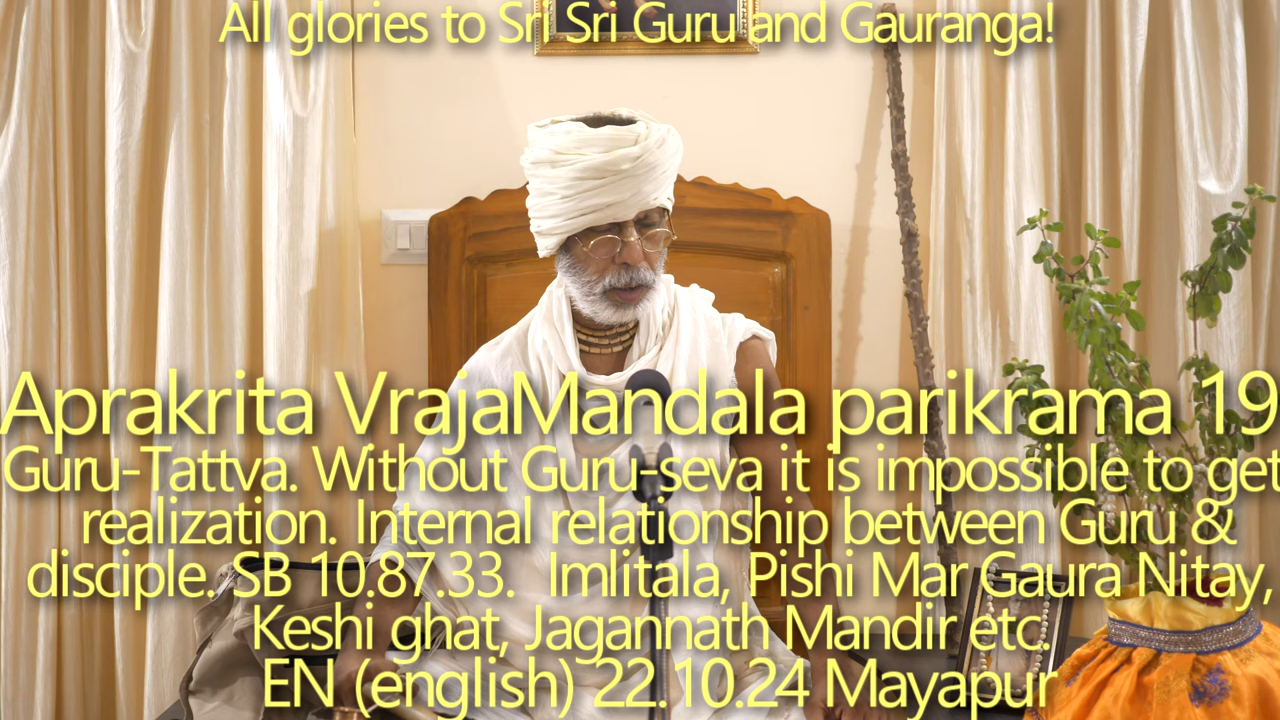 All glories to Sri Sri Guru and Gauranga!
Aprakrita VrajaMandala parikrama 19
Guru-Tattva. Without Guru-seva it is impossible to get
realization. Internal relationship between Guru &
disciple. SB 10.87.33. Imlitala, Pishi Mar Gaura Nitay,
Keshi ghat, Jagannath Mandir etc.
EN (english) 22.10.24 Mayapur